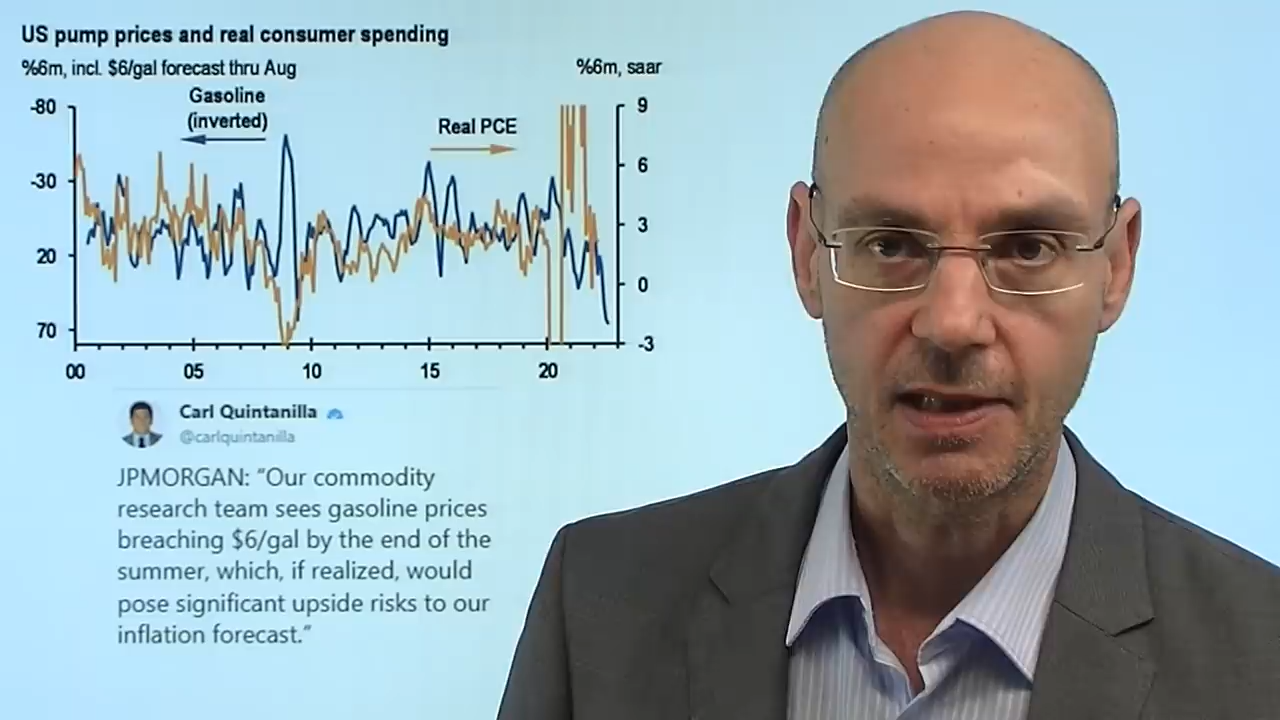 US pump prices and real consumer spending
%6m, incl. $6/gal forecast thru Aug
%6m, saar
Gasoline
(inverted)
Real PCE
-80
-30
20
70
9
6
3
0
-3
00
05
10
15
20
Carl Quintanilla
@carlquintanilla
JPMORGAN: “Our commodity
research team sees gasoline prices
breaching $6/gal by the end of the
summer, which, if realized, would
pose significant upside risks to our
inflation forecast.”